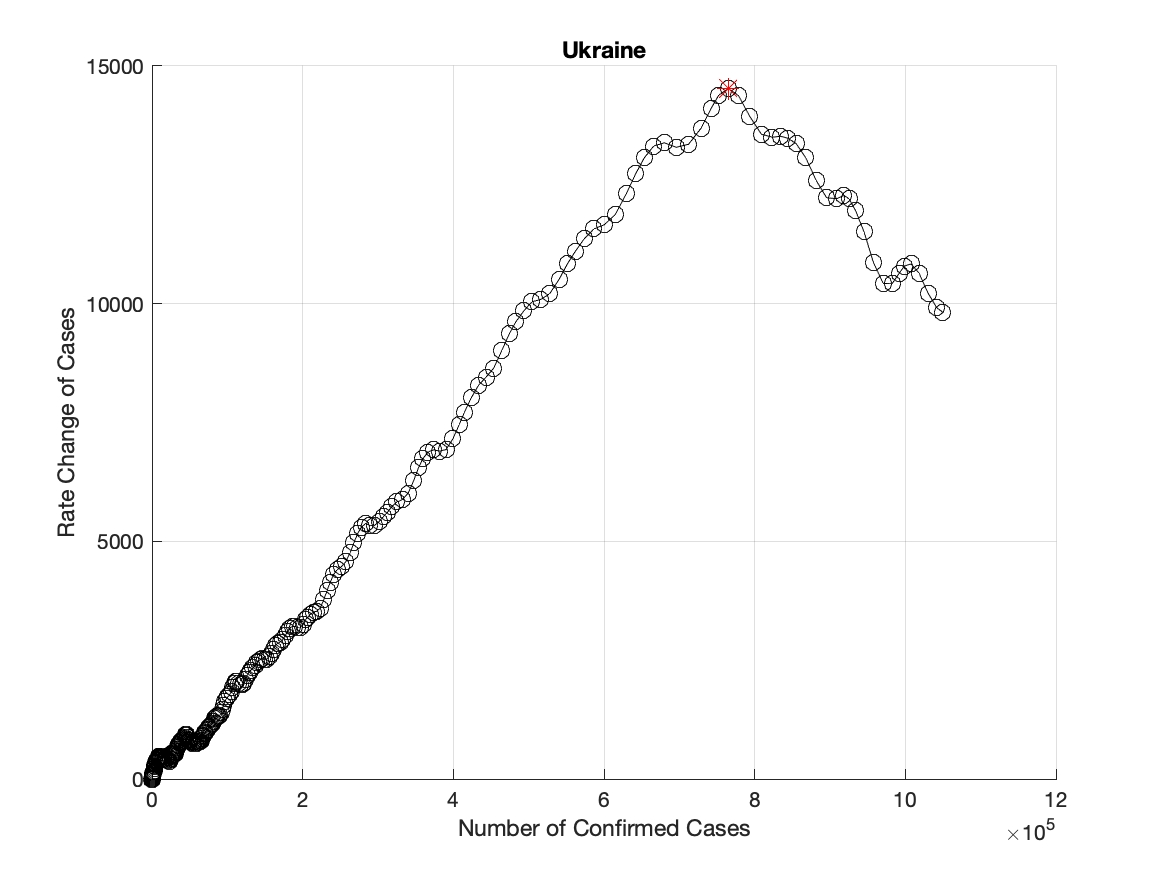 Ukraine
15000
10000
5000
0
Rate Change of Cases
0 2 4 6 8 10 12
Number of Confirmed Cases
×10^5